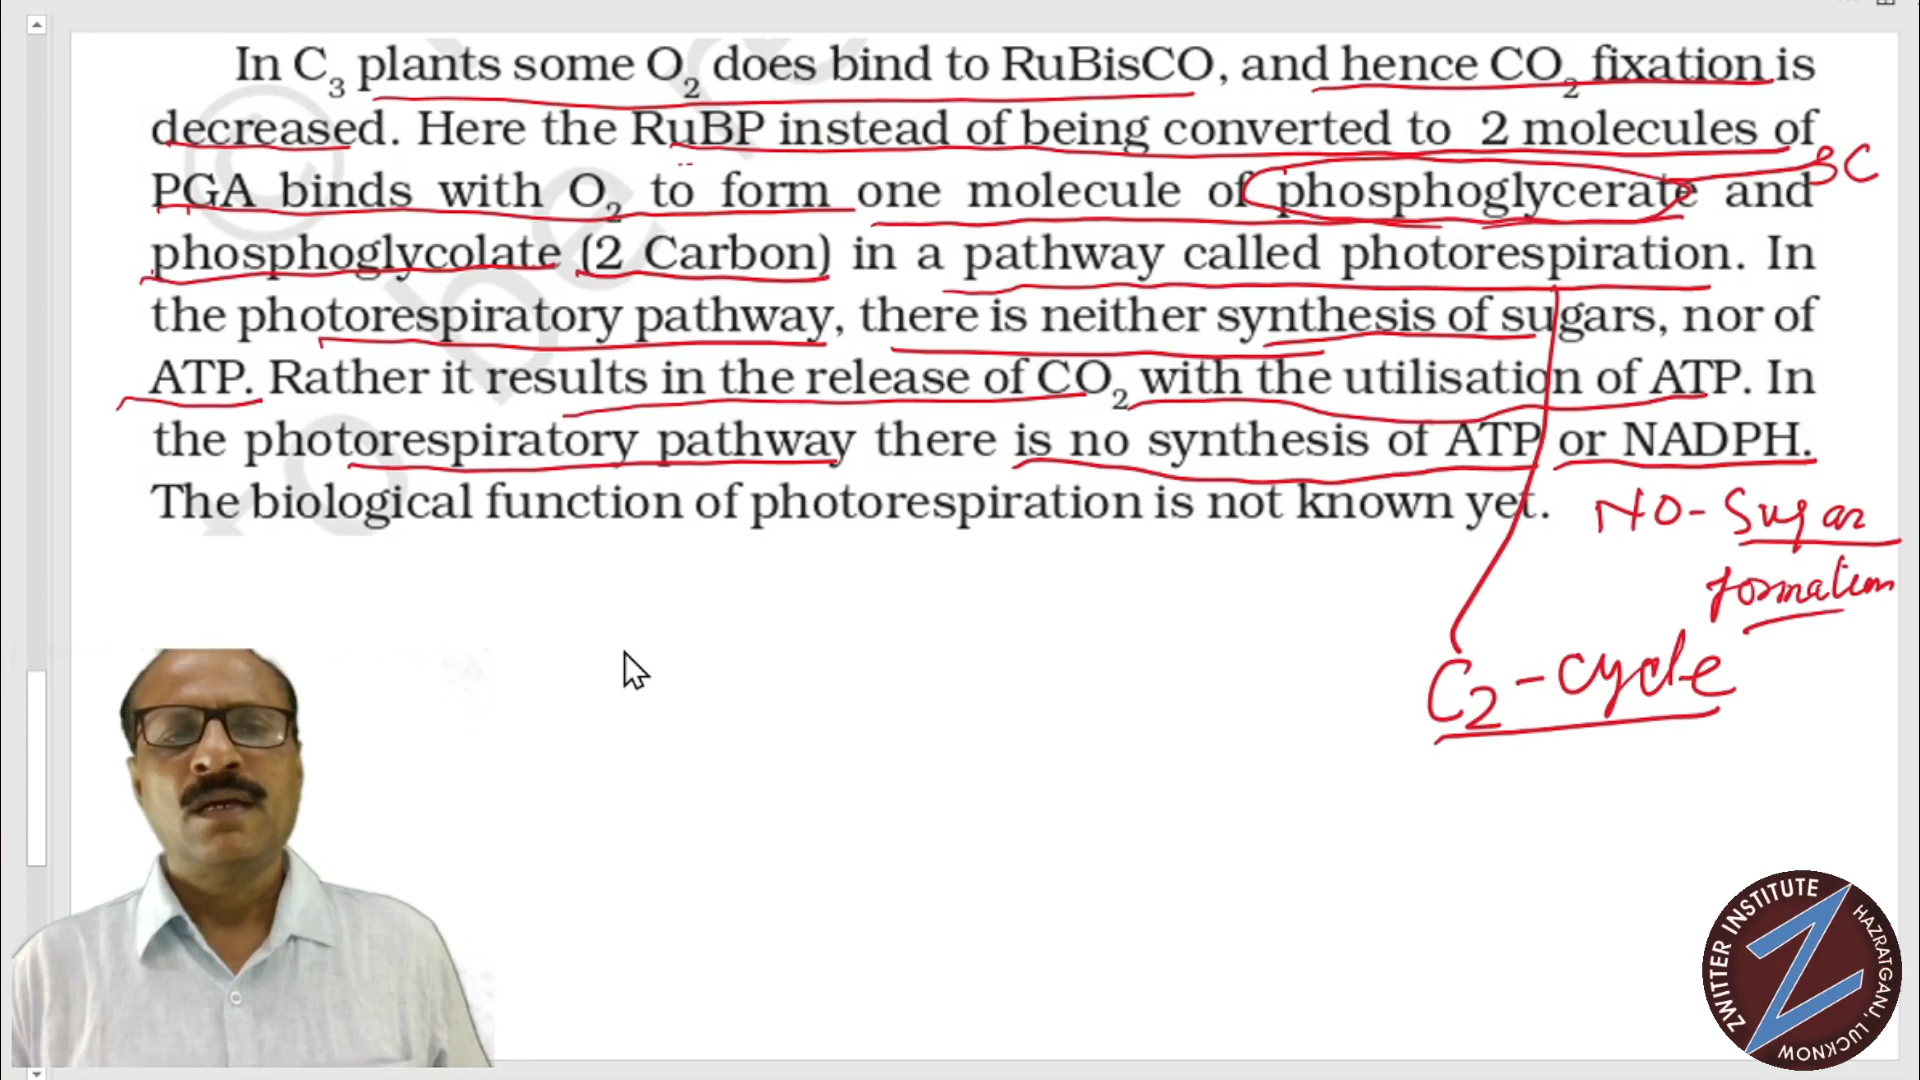 In C₃ plants some O₂ does bind to RuBisCO, and hence CO₂ fixation is
decreased. Here the RuBP instead of being converted to 2 molecules of
PGA binds with O₂ to form one molecule of phosphoglycerate and
3C
phosphoglycolate (2 Carbon) in a pathway called photorespiration. In
the photorespiratory pathway, there is neither synthesis of sugars, nor of
ATP. Rather it results in the release of CO₂ with the utilisation of ATP. In
the photorespiratory pathway there is no synthesis of ATP or NADPH.
The biological function of photorespiration is not known yet.
NO-Sugar
formation
C₂-cycle
ZWITTER INSTITUTE
HAZRATGANJ, LUCKNOW